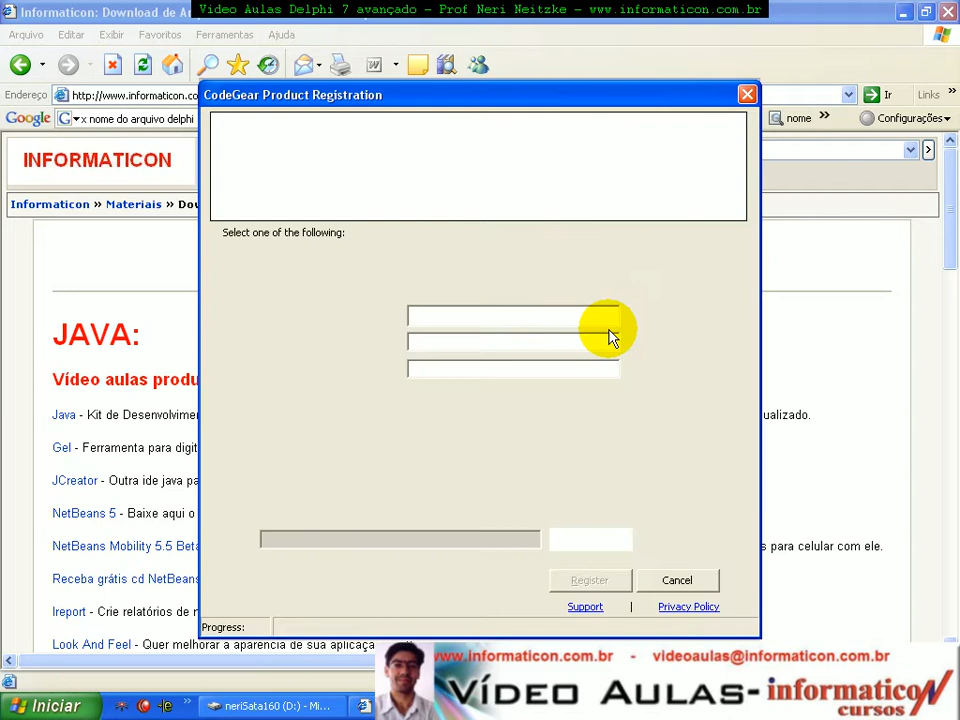 Informaticon: Download de Ar
Video Aulas Delphi 7 avançado - Prof Neri Neitzke - www.informaticon.com.br
Arquivo Editar Exibir Favoritos Ferramentas Ajuda
Endereço http://www.informaticon.co Ir Links »
Google G x nome do arquivo delphi nome » Configurações
INFORMATICON
Informaticon » Materiais » Dow
CodeGear Product Registration
Select one of the following:
JAVA:
Vídeo aulas produ
Java - Kit de Desenvolvimen ualizado.
Gel - Ferramenta para digit
JCreator - Outra ide java pa
NetBeans 5 - Baixe aqui o
NetBeans Mobility 5.5 Beta s para celular com ele.
Receba grátis cd NetBeans
Ireport - Crie relatórios de n
Look And Feel - Quer melhorar a aparência de sua aplicaç
Register Cancel
Support | Privacy Policy
Progress:
www.informaticon.com.br - videoaulas@informaticon.com.br
VÍDEO AULAS- informaticon
cursos
Iniciar » neriSata160 (D:) - Mi...